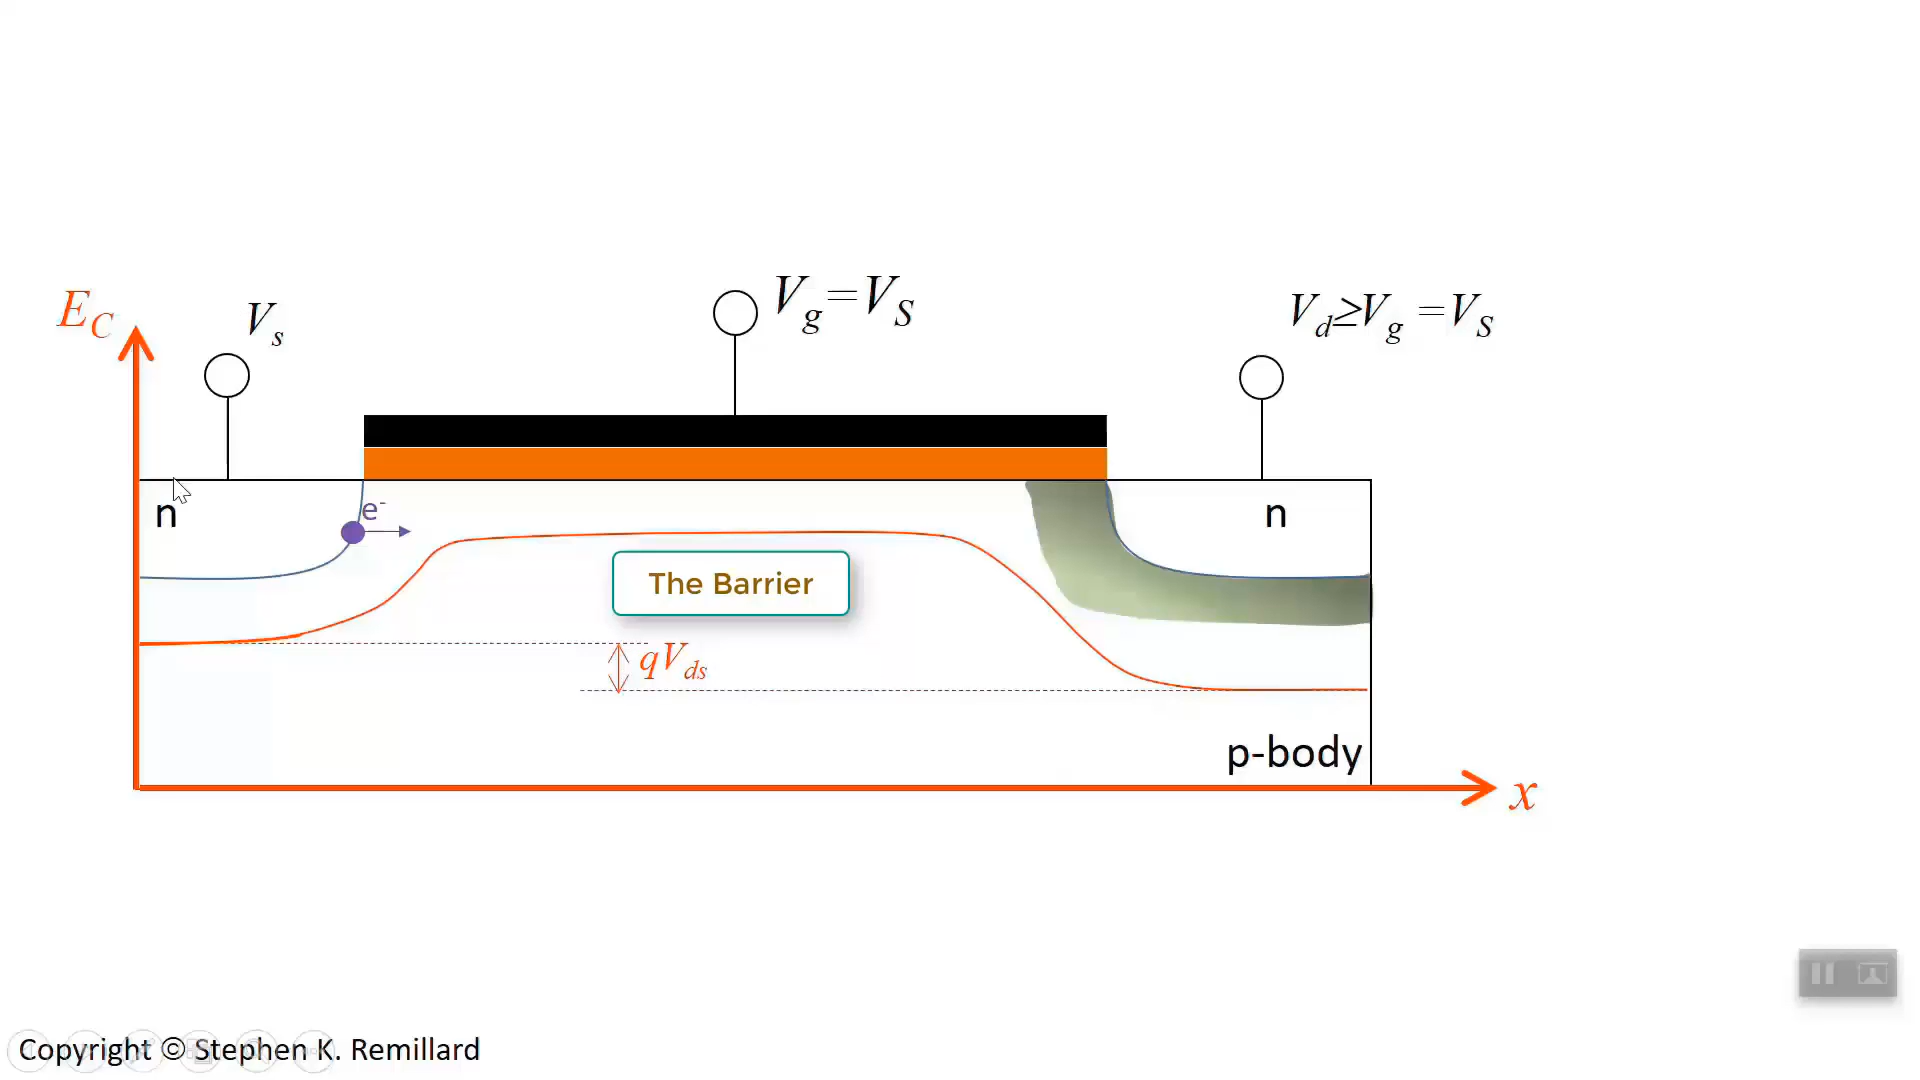 E_C
V_s
V_g=V_S
V_d≥V_g =V_S
n
e⁻
n
The Barrier
qV_ds
p-body
x
Copyright © Stephen K. Remillard